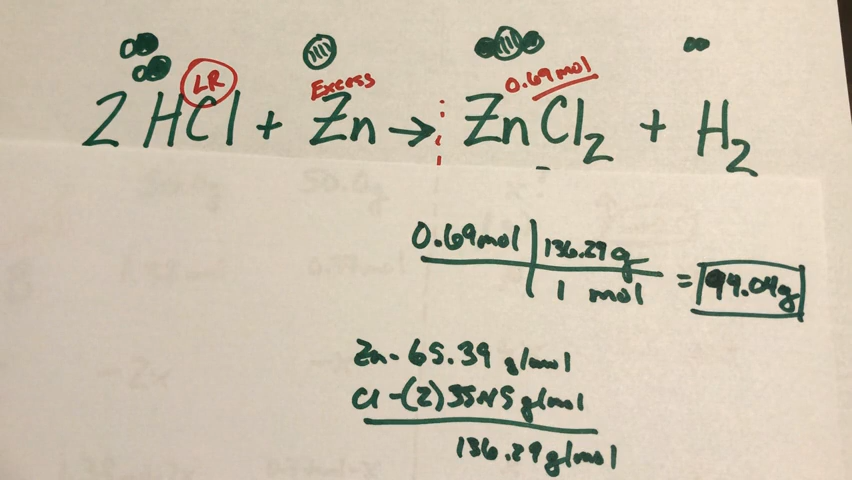 LR
Excess
0.69 mol
2 HCl + Zn → ZnCl₂ + H₂
0.69 mol | 136.29 g
1 mol = 94.04g
Zn - 65.39 g/mol
Cl - (2) 35.45 g/mol
136.29 g/mol